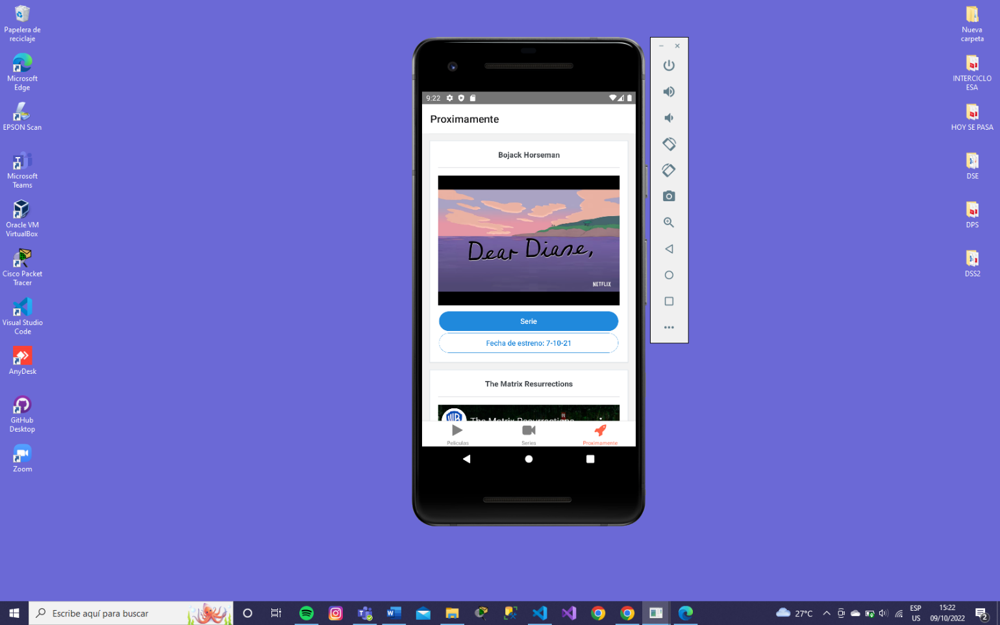 Papelera de
reciclaje
Microsoft
Edge
EPSON Scan
Microsoft
Teams
Oracle VM
VirtualBox
Cisco Packet
Tracer
Visual Studio
Code
AnyDesk
GitHub
Desktop
Zoom
9:22
Proximamente
Bojack Horseman
Dear Diane,
NETFLIX
Serie
Fecha de estreno: 7-10-21
The Matrix Resurrections
The Matrix Resurrections
Peliculas
Series
Proximamente
Nueva
carpeta
INTERCICLO
ESA
HOY SE PASA
DSE
DPS
DSS2
Escribe aquí para buscar
27°C
ESP
US
15:22
09/10/2022
2